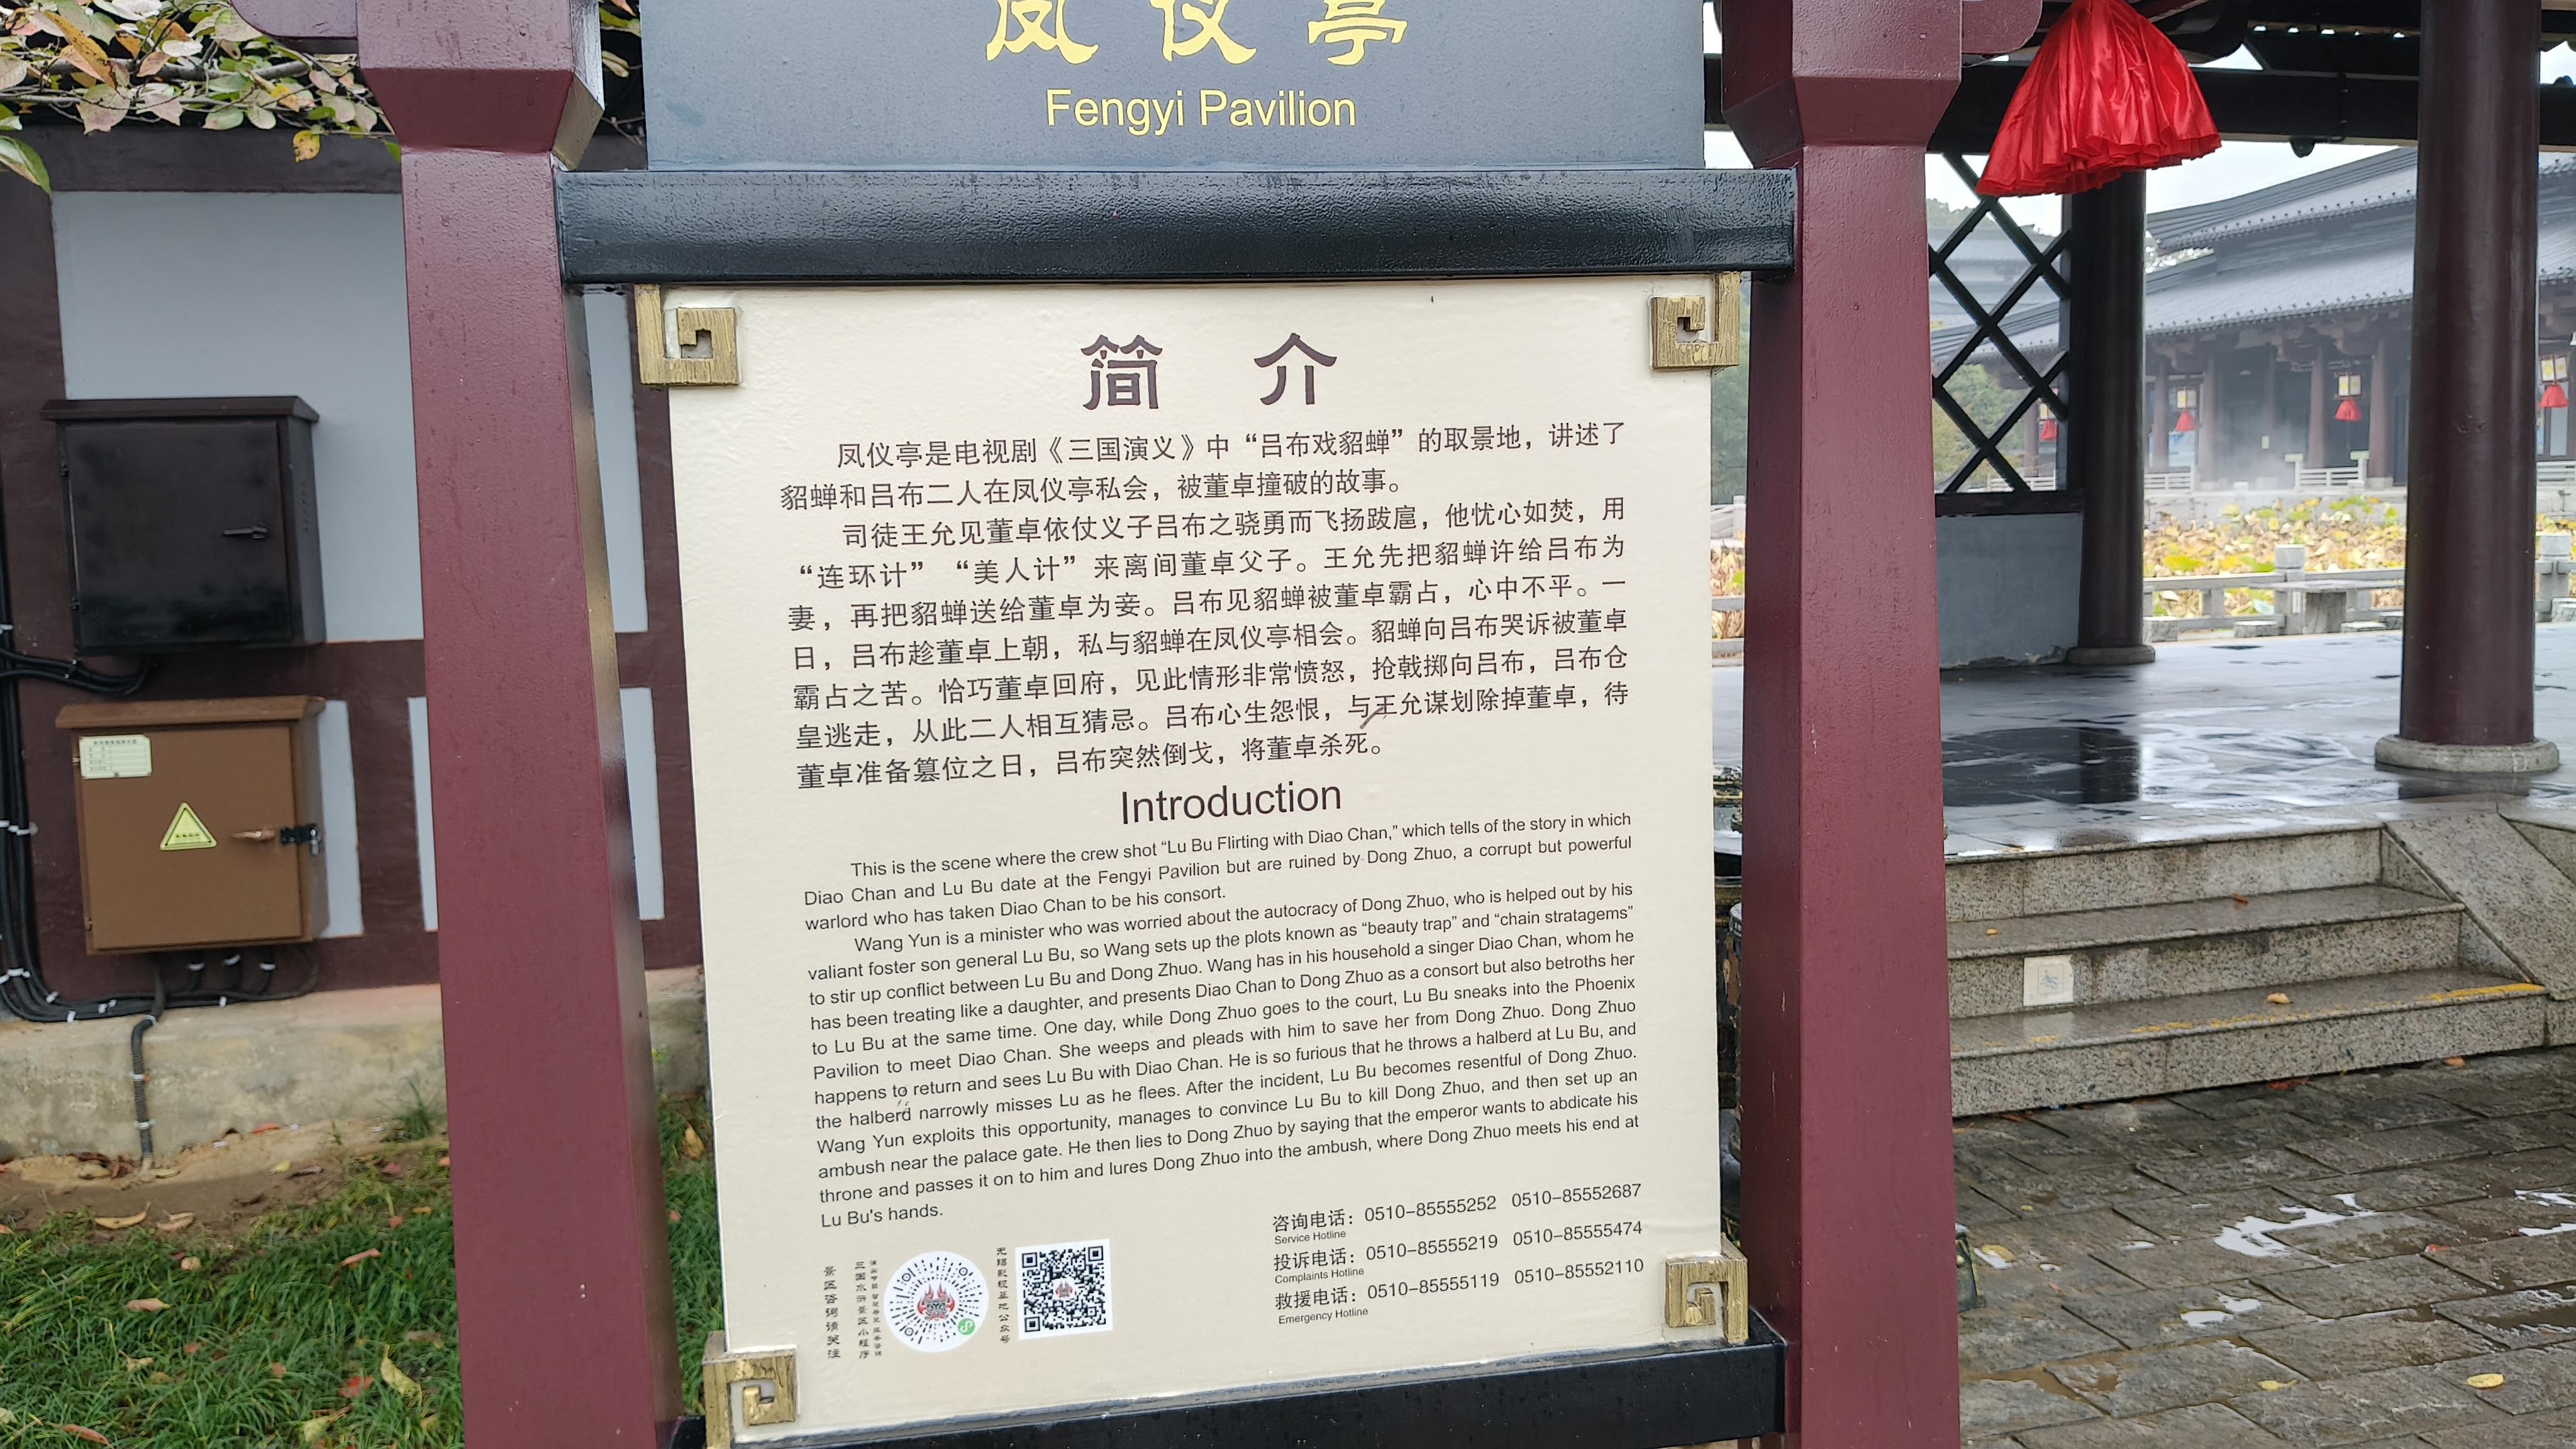 凤仪亭
Fengyi Pavilion
简 介
凤仪亭是电视剧《三国演义》中“吕布戏貂蝉”的取景地，讲述了
貂蝉和吕布二人在凤仪亭私会，被董卓撞破的故事。
司徒王允见董卓依仗义子吕布之骁勇而飞扬跋扈，他忧心如焚，用
“连环计”“美人计”来离间董卓父子。王允先把貂蝉许给吕布为
妻，再把貂蝉送给董卓为妾。吕布见貂蝉被董卓霸占，心中不平。一
日，吕布趁董卓上朝，私与貂蝉在凤仪亭相会。貂蝉向吕布哭诉被董卓
霸占之苦。恰巧董卓回府，见此情形非常愤怒，抢戟掷向吕布，吕布仓
皇逃走，从此二人相互猜忌。吕布心生怨恨，与王允谋划除掉董卓，待
董卓准备篡位之日，吕布突然倒戈，将董卓杀死。
Introduction
This is the scene where the crew shot “Lu Bu Flirting with Diao Chan,” which tells of the story in which
Diao Chan and Lu Bu date at the Fengyi Pavilion but are ruined by Dong Zhuo, a corrupt but powerful
warlord who has taken Diao Chan to be his consort.
Wang Yun is a minister who was worried about the autocracy of Dong Zhuo, who is helped out by his
valiant foster son general Lu Bu, so Wang sets up the plots known as “beauty trap” and “chain stratagems”
to stir up conflict between Lu Bu and Dong Zhuo. Wang has in his household a singer Diao Chan, whom he
has been treating like a daughter, and presents Diao Chan to Dong Zhuo as a consort but also betroths her
to Lu Bu at the same time. One day, while Dong Zhuo goes to the court, Lu Bu sneaks into the Phoenix
Pavilion to meet Diao Chan. She weeps and pleads with him to save her from Dong Zhuo. Dong Zhuo
happens to return and sees Lu Bu with Diao Chan. He is so furious that he throws a halberd at Lu Bu, and
the halberd narrowly misses Lu as he flees. After the incident, Lu Bu becomes resentful of Dong Zhuo.
Wang Yun exploits this opportunity, manages to convince Lu Bu to kill Dong Zhuo, and then set up an
ambush near the palace gate. He then lies to Dong Zhuo by saying that the emperor wants to abdicate his
throne and passes it on to him and lures Dong Zhuo into the ambush, where Dong Zhuo meets his end at
Lu Bu's hands.
咨询电话：0510-85555252 0510-85552687
Service Hotline
投诉电话：0510-85555219 0510-85555474
Complaints Hotline
救援电话：0510-85555119 0510-85552110
Emergency Hotline
景区咨询请关注
三国水浒景区小程序
无锡影视基地公众号